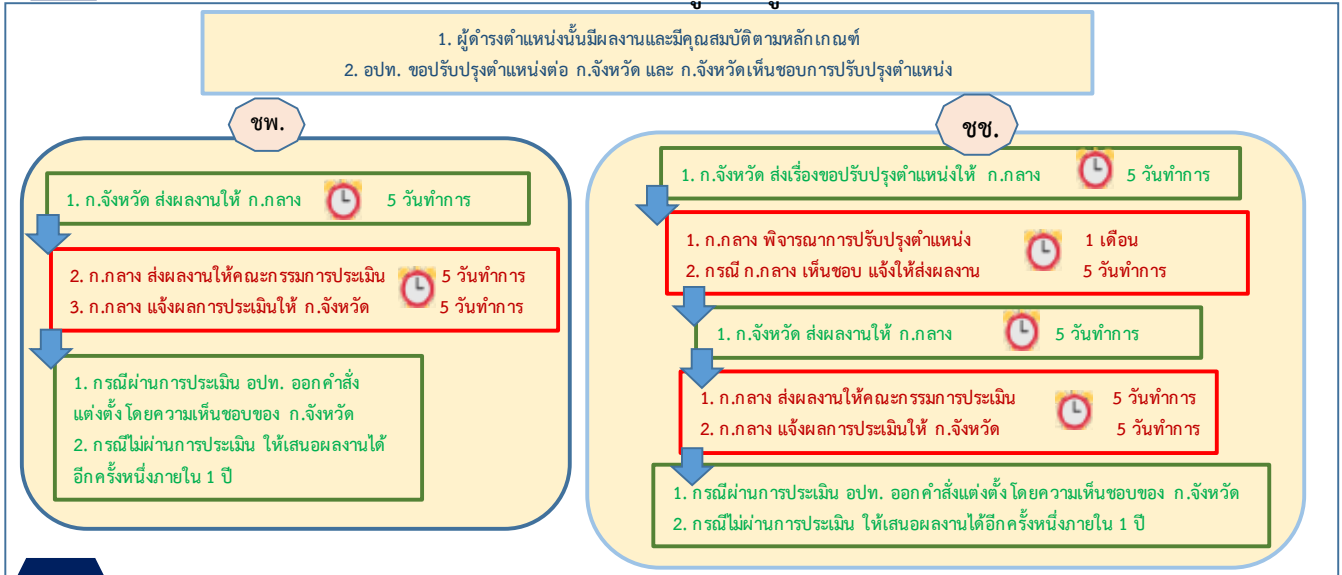 1. ผู้ดำรงตำแหน่งนั้นมีผลงานและมีคุณสมบัติตามหลักเกณฑ์
2. อปท. ขอปรับปรุงตำแหน่งต่อ ก.จังหวัด และ ก.จังหวัดเห็นชอบการปรับปรุงตำแหน่ง
ชพ.
1. ก.จังหวัด ส่งผลงานให้ ก.กลาง 5 วันทำการ
2. ก.กลาง ส่งผลงานให้คณะกรรมการประเมิน 5 วันทำการ
3. ก.กลาง แจ้งผลการประเมินให้ ก.จังหวัด 5 วันทำการ
1. กรณีผ่านการประเมิน อปท. ออกคำสั่ง
แต่งตั้ง โดยความเห็นชอบของ ก.จังหวัด
2. กรณีไม่ผ่านการประเมิน ให้เสนอผลงานได้
อีกครั้งหนึ่งภายใน 1 ปี
ชช.
1. ก.จังหวัด ส่งเรื่องขอปรับปรุงตำแหน่งให้ ก.กลาง 5 วันทำการ
1. ก.กลาง พิจารณาการปรับปรุงตำแหน่ง 1 เดือน
2. กรณี ก.กลาง เห็นชอบ แจ้งให้ส่งผลงาน 5 วันทำการ
1. ก.จังหวัด ส่งผลงานให้ ก.กลาง 5 วันทำการ
1. ก.กลาง ส่งผลงานให้คณะกรรมการประเมิน 5 วันทำการ
2. ก.กลาง แจ้งผลการประเมินให้ ก.จังหวัด 5 วันทำการ
1. กรณีผ่านการประเมิน อปท. ออกคำสั่งแต่งตั้ง โดยความเห็นชอบของ ก.จังหวัด
2. กรณีไม่ผ่านการประเมิน ให้เสนอผลงานได้อีกครั้งหนึ่งภายใน 1 ปี